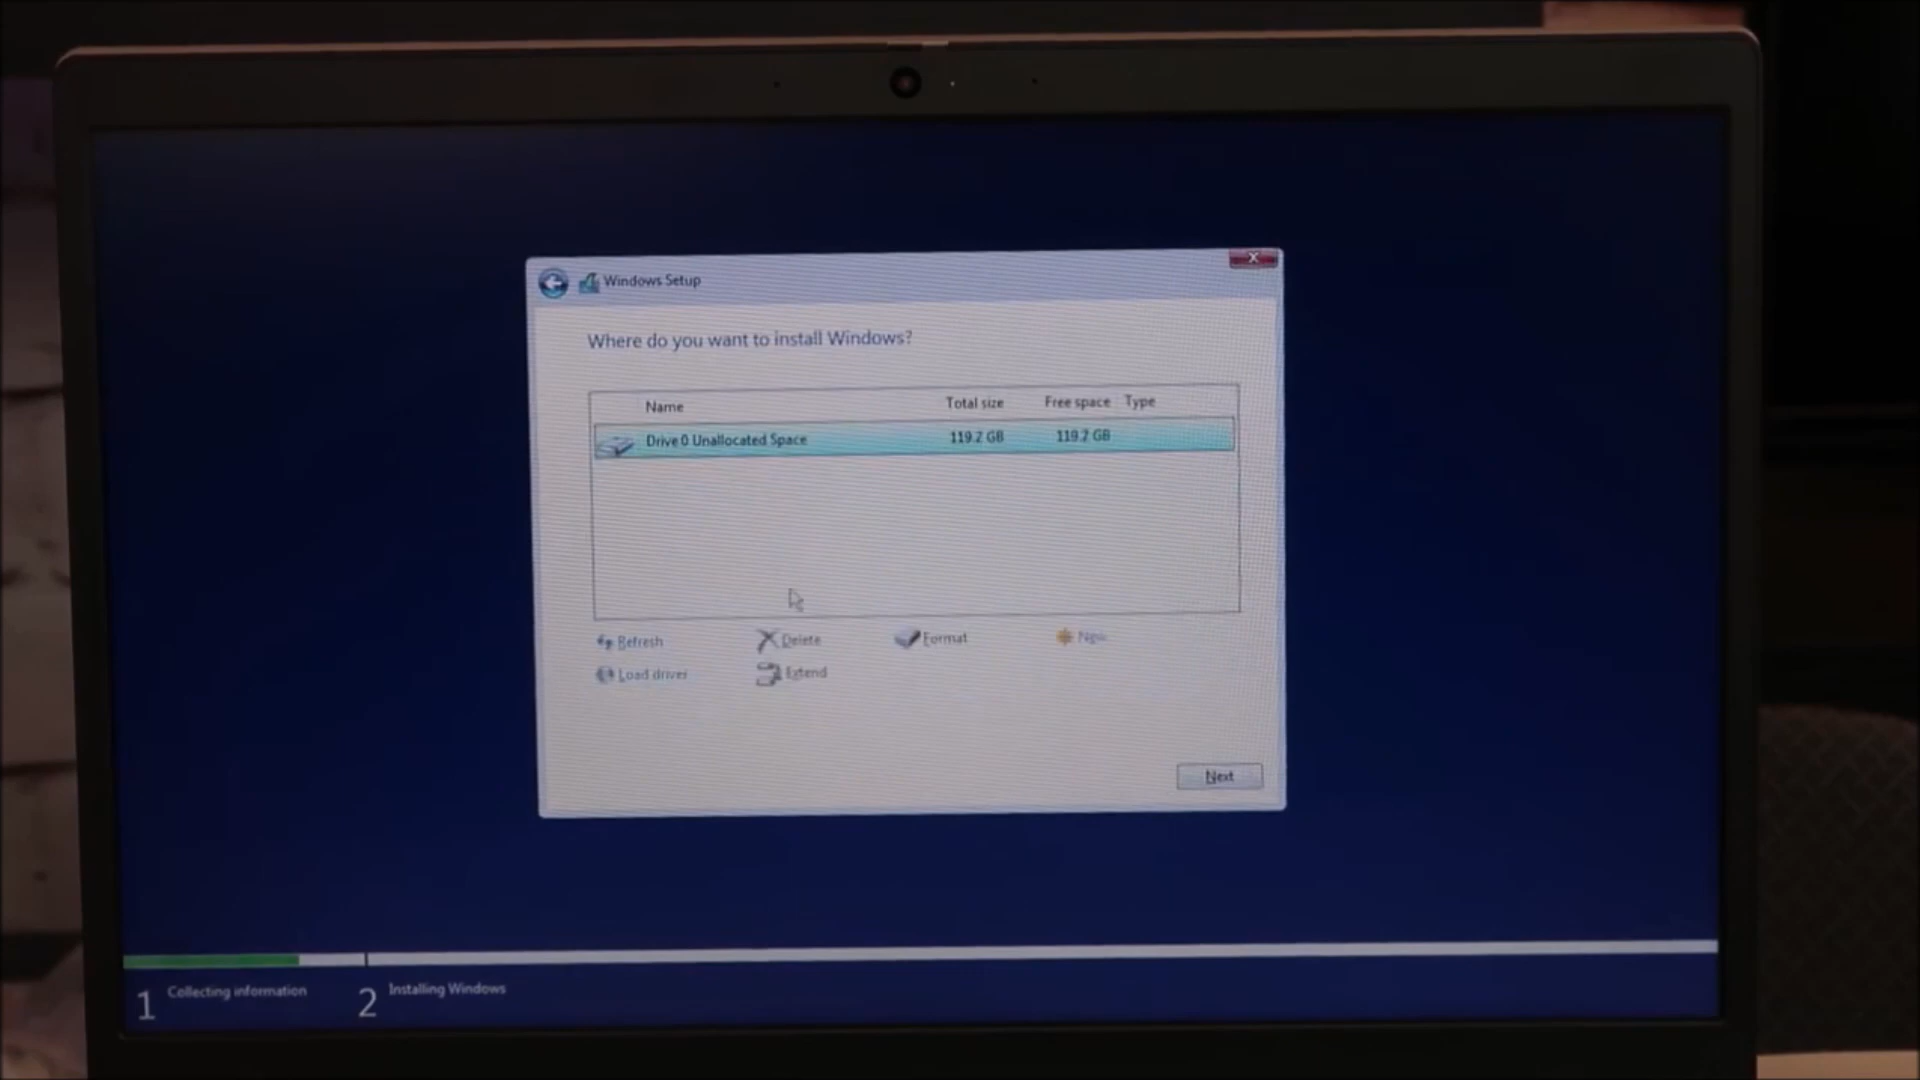 Windows Setup
Where do you want to install Windows?
Name Total size Free space Type
Drive 0 Unallocated Space 119.2 GB 119.2 GB
Refresh Delete Format New
Load driver Extend
Next
1 Collecting information 2 Installing Windows